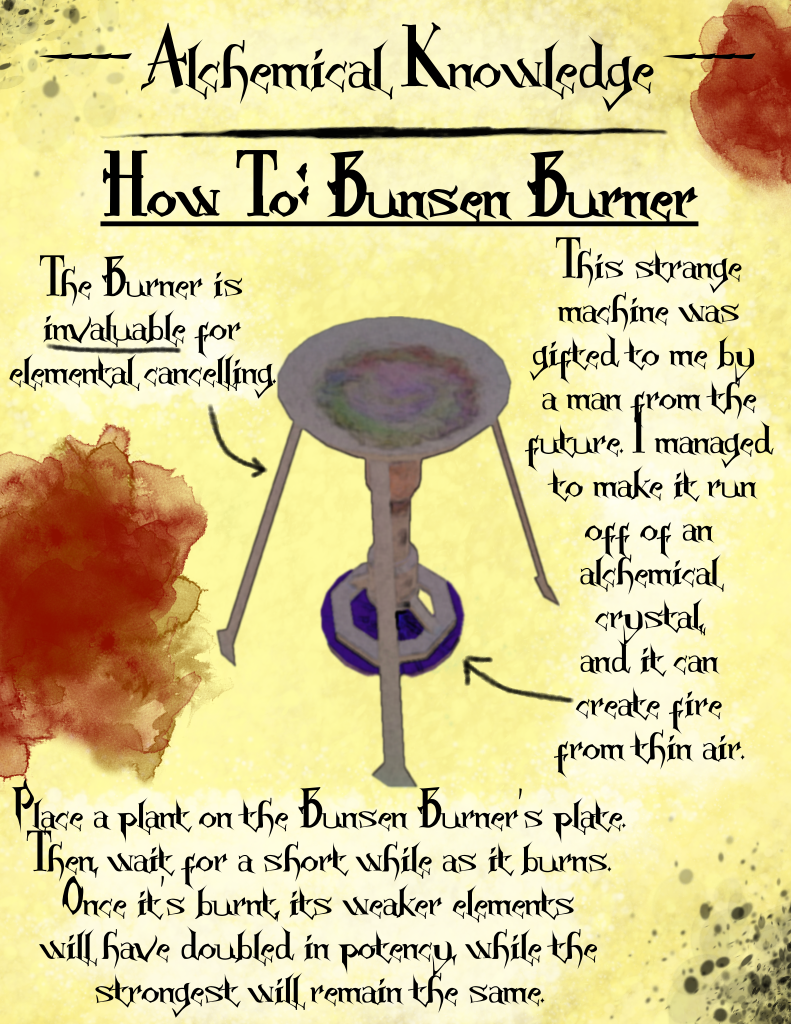 Alchemical Knowledge
How To: Bunsen Burner
The Burner is
invaluable for
elemental cancelling.
This strange
machine was
gifted to me by
a man from the
future. I managed
to make it run
off of an
alchemical
crystal,
and it can
create fire
from thin air.
Place a plant on the Bunsen Burner's plate.
Then, wait for a short while as it burns.
Once it's burnt, its weaker elements
will have doubled in potency, while the
strongest will remain the same.